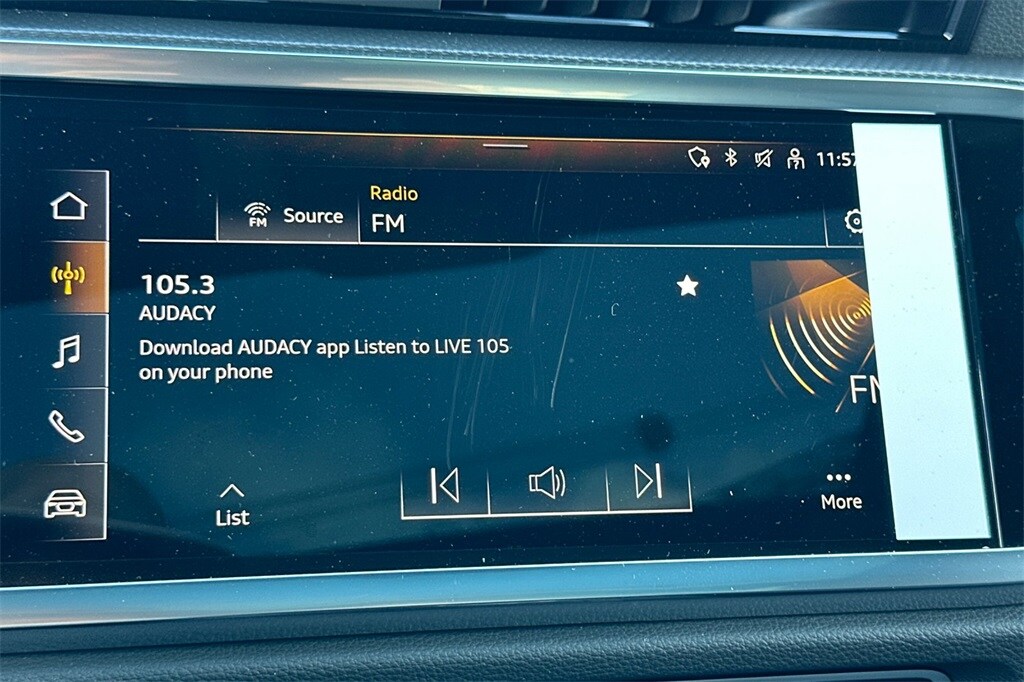 11:57
Radio
FM
Source
FM
105.3
AUDACY
Download AUDACY app Listen to LIVE 105
on your phone
FM
List
More